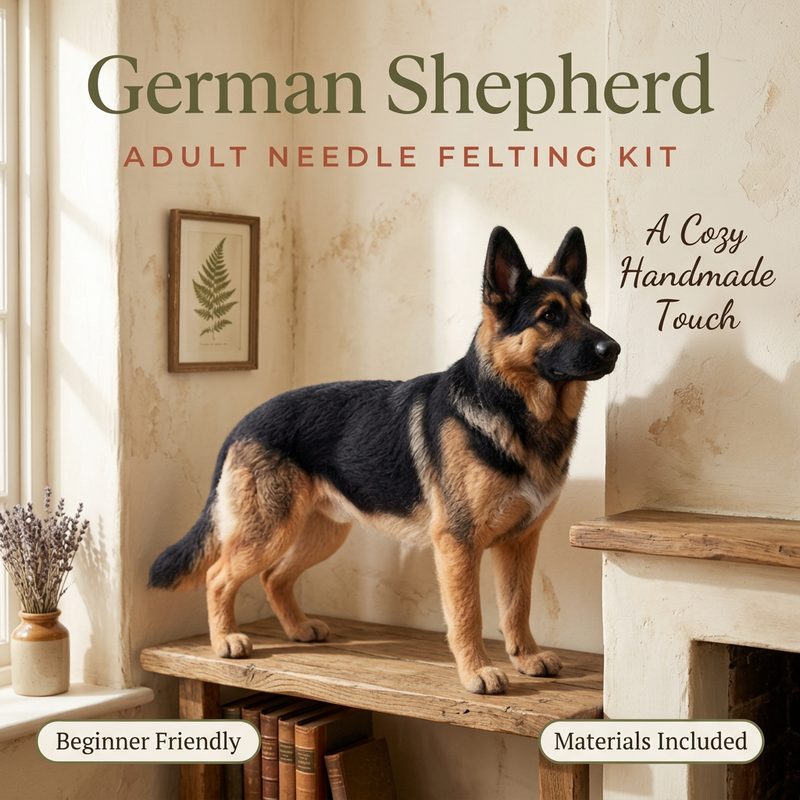 German Shepherd
ADULT NEEDLE FELTING KIT
A Cozy
Handmade
Touch
Beginner Friendly
Materials Included